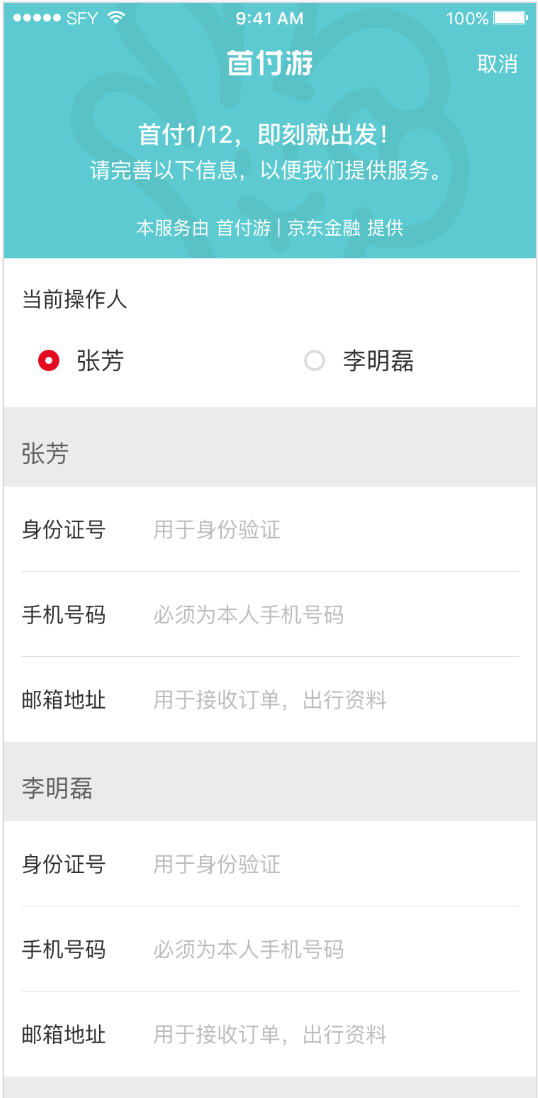 SFY 9:41 AM 100%
首付游 取消
首付1/12，即刻就出发！
请完善以下信息，以便我们提供服务。
本服务由 首付游 | 京东金融 提供
当前操作人
张芳 李明磊
张芳
身份证号 用于身份验证
手机号码 必须为本人手机号码
邮箱地址 用于接收订单，出行资料
李明磊
身份证号 用于身份验证
手机号码 必须为本人手机号码
邮箱地址 用于接收订单，出行资料